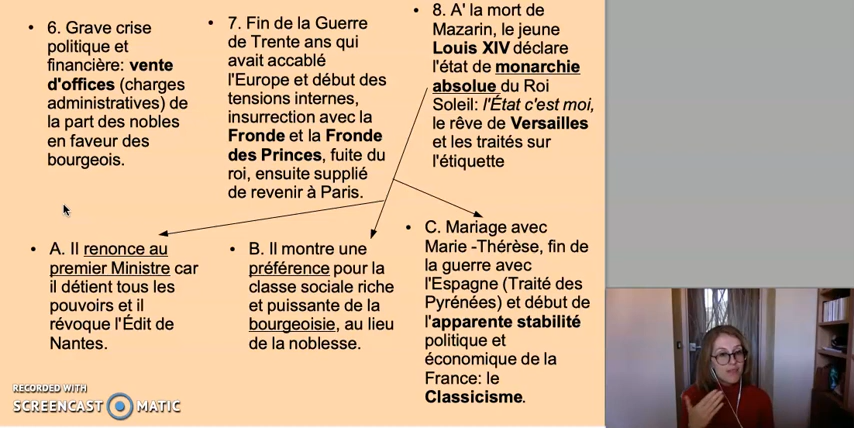 6. Grave crise
politique et
financière: vente
d'offices (charges
administratives) de
la part des nobles
en faveur des
bourgeois.
7. Fin de la Guerre
de Trente ans qui
avait accablé
l'Europe et début des
tensions internes,
insurrection avec la
Fronde et la Fronde
des Princes, fuite du
roi, ensuite supplié
de revenir à Paris.
8. A' la mort de
Mazarin, le jeune
Louis XIV déclare
l'état de monarchie
absolue du Roi
Soleil: l'État c'est moi,
le rêve de Versailles
et les traités sur
l'étiquette
A. Il renonce au
premier Ministre car
il détient tous les
pouvoirs et il
révoque l'Édit de
Nantes.
B. Il montre une
préférence pour la
classe sociale riche
et puissante de la
bourgeoisie, au lieu
de la noblesse.
C. Mariage avec
Marie -Thérèse, fin de
la guerre avec
l'Espagne (Traité des
Pyrénées) et début de
l'apparente stabilité
politique et
économique de la
France: le
Classicisme.
RECORDED WITH
SCREENCAST MATIC